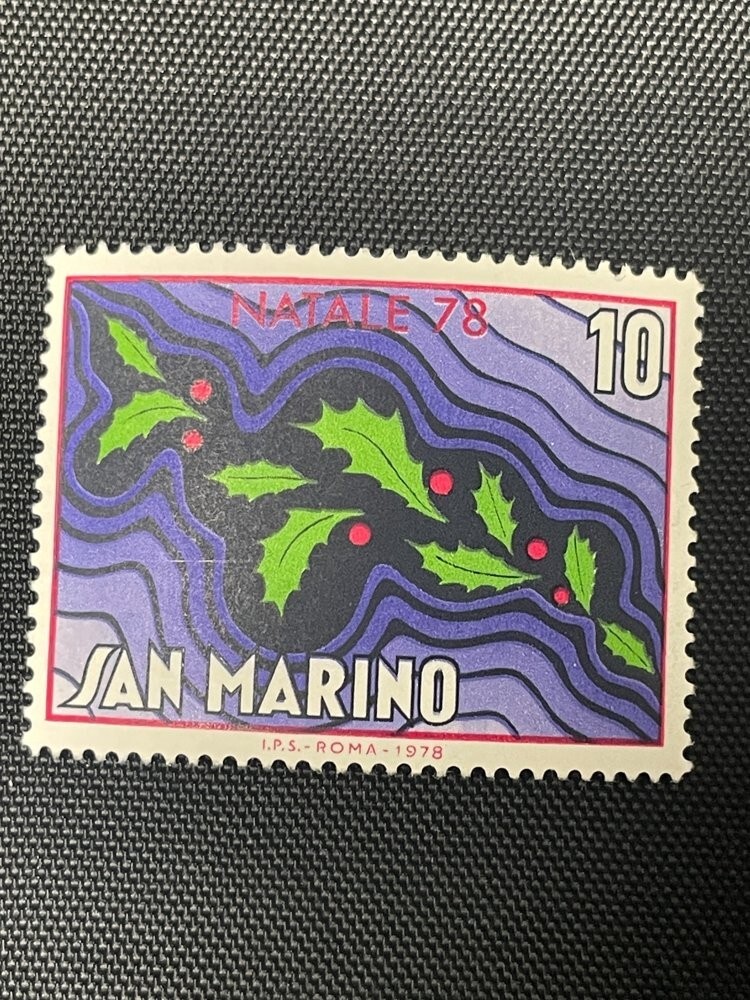 NATALE 78
10
SAN MARINO
I.P.S.-ROMA-1978